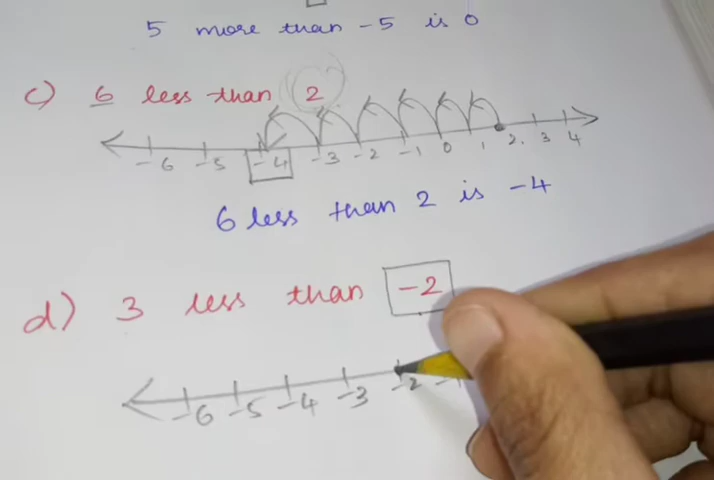 5 more than -5 is 0
c) 6 less than 2
-6 -5 -4 -3 -2 -1 0 1 2 3 4
6 less than 2 is -4
d) 3 less than -2
-6 -5 -4 -3 -2 -1